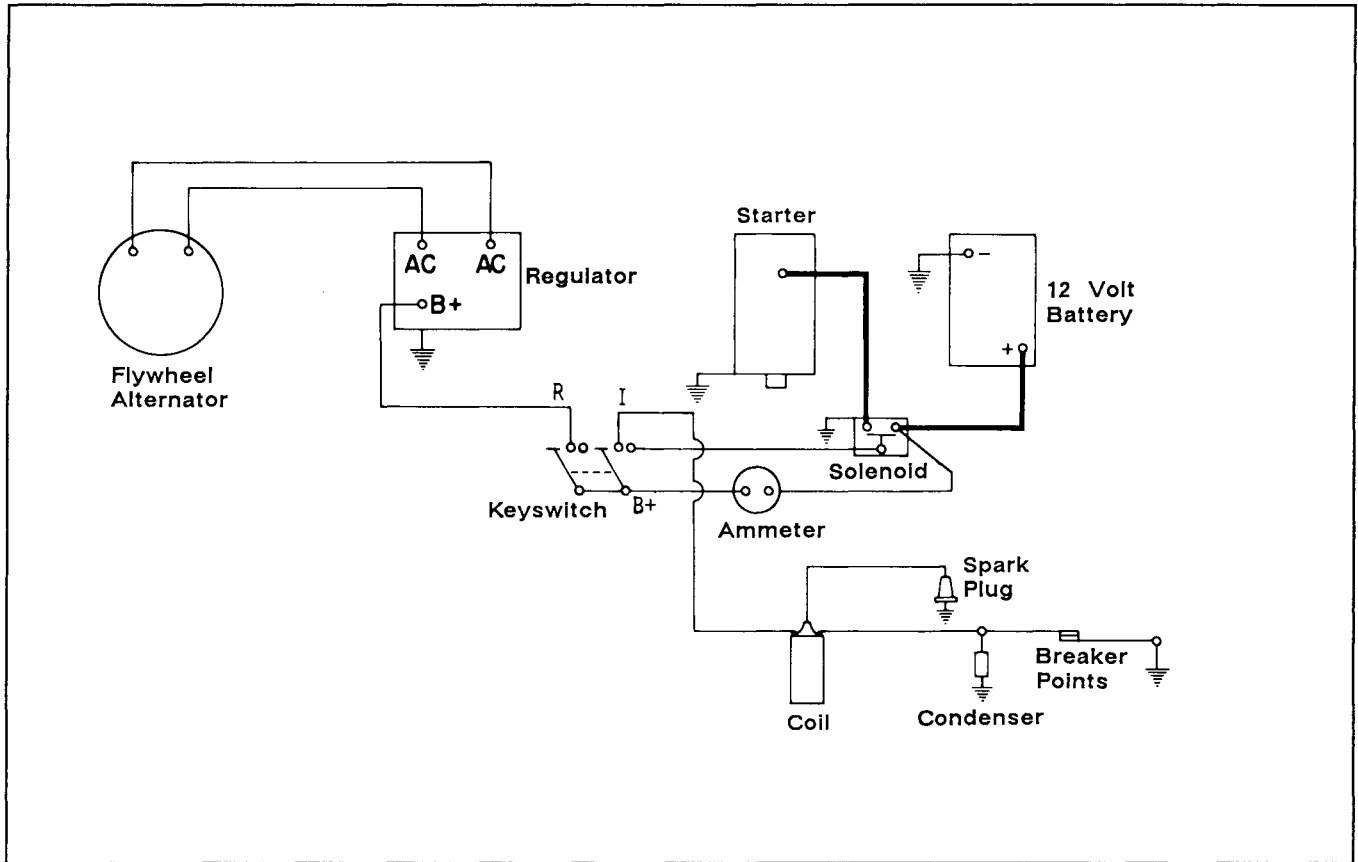 Starter
AC AC
Regulator
B+
-
12 Volt
Battery
+
Flywheel
Alternator
R I
Solenoid
Keyswitch
B+
Ammeter
Spark
Plug
Breaker
Points
Coil
Condenser